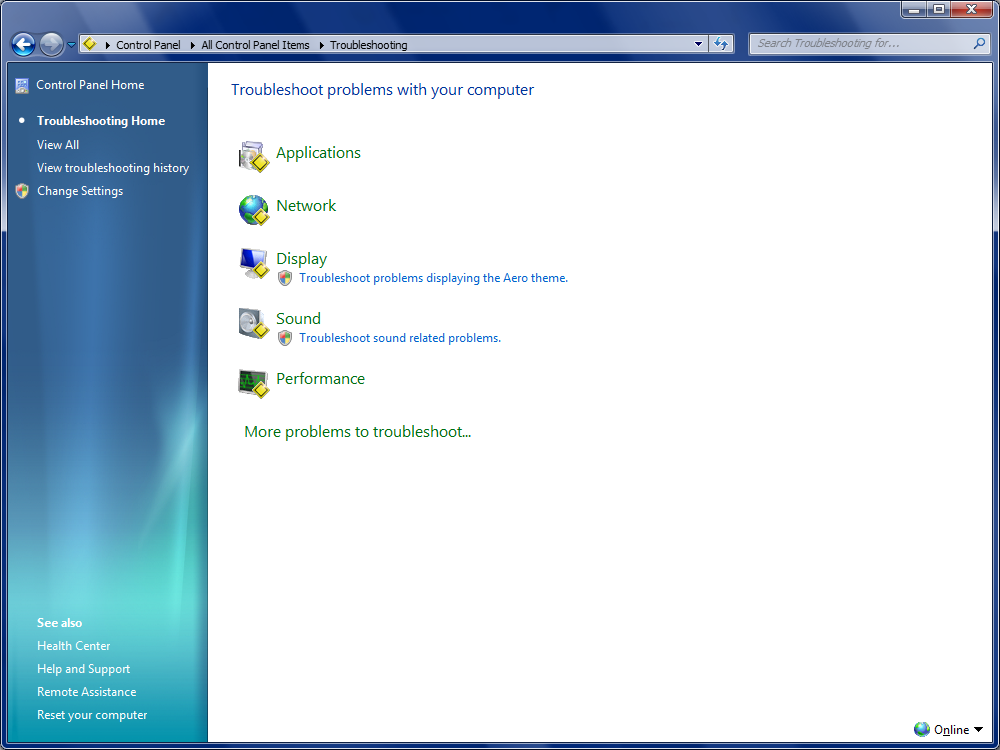 Control Panel All Control Panel Items Troubleshooting
Search Troubleshooting for...
Control Panel Home
Troubleshooting Home
View All
View troubleshooting history
Change Settings
Troubleshoot problems with your computer
Applications
Network
Display
Troubleshoot problems displaying the Aero theme.
Sound
Troubleshoot sound related problems.
Performance
More problems to troubleshoot...
See also
Health Center
Help and Support
Remote Assistance
Reset your computer
Online